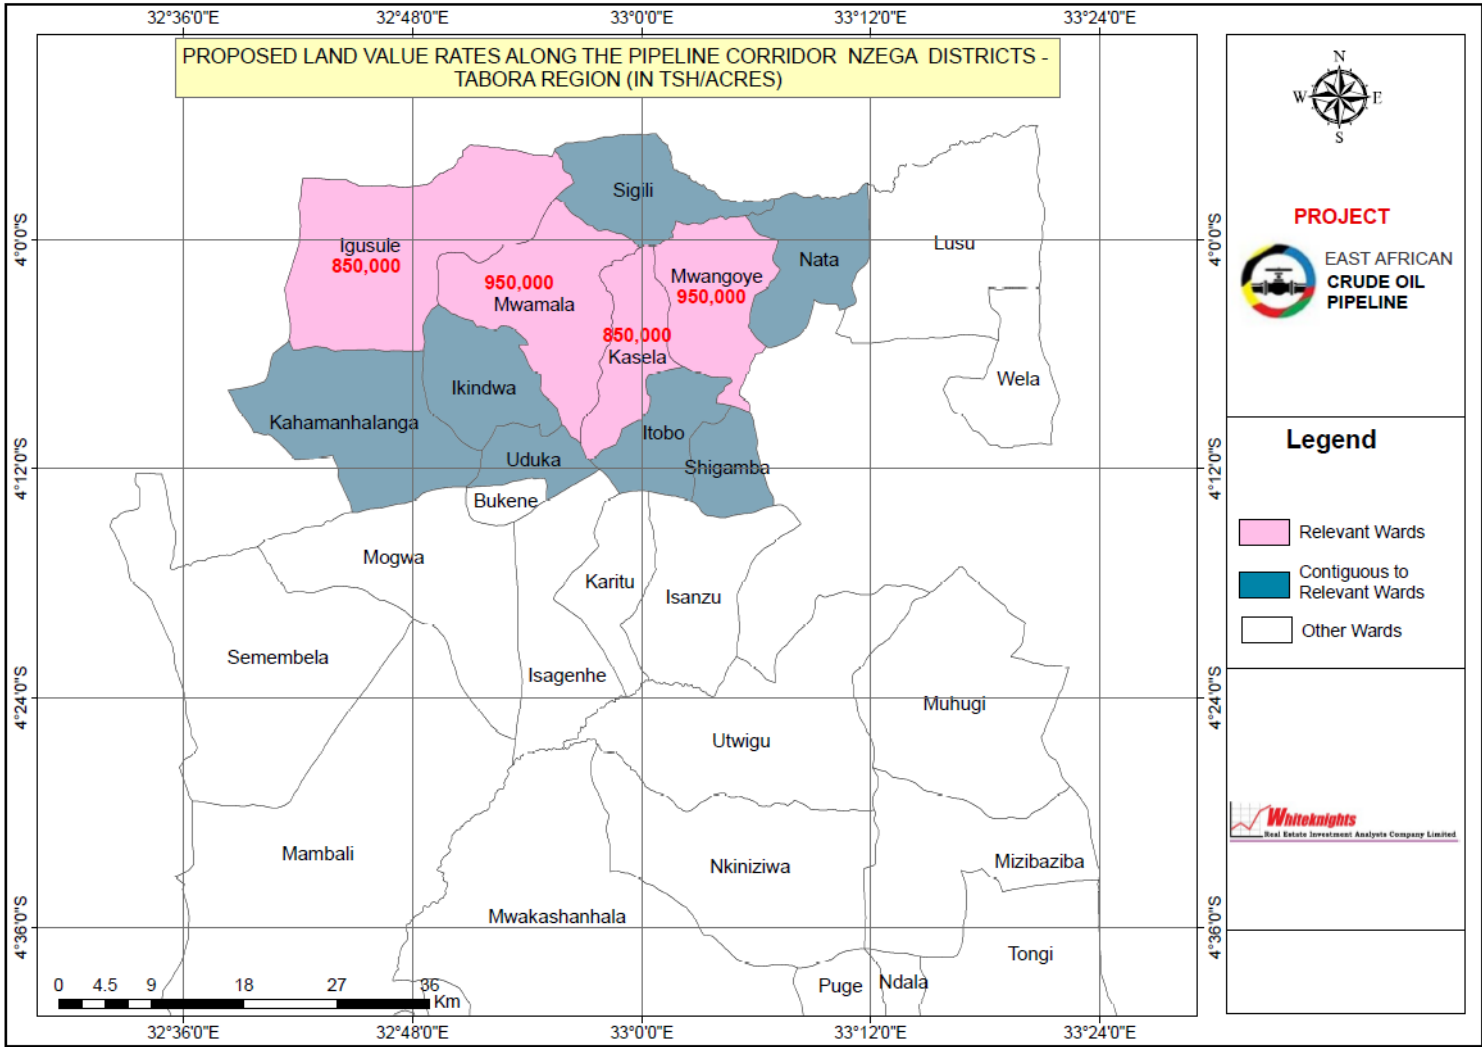 32°36'0"E 32°48'0"E 33°0'0"E 33°12'0"E 33°24'0"E
PROPOSED LAND VALUE RATES ALONG THE PIPELINE CORRIDOR NZEGA DISTRICTS -
TABORA REGION (IN TSH/ACRES)
N
W E
S
PROJECT
EAST AFRICAN
CRUDE OIL
PIPELINE
Legend
Relevant Wards
Contiguous to
Relevant Wards
Other Wards
Whiteknights
Real Estate Investment Analysts Company Limited
4°0'0"S
4°12'0"S
4°24'0"S
4°36'0"S
4°0'0"S
4°12'0"S
4°24'0"S
4°36'0"S
Sigili
Igusule
850,000
950,000
Mwamala
Mwangoye
950,000
Nata
Lusu
850,000
Kasela
Wela
Ikindwa
Kahamanhalanga
Itobo
Uduka
Shigamba
Bukene
Mogwa
Karitu
Isanzu
Semembela
Isagenhe
Muhugi
Utwigu
Mambali
Nkiniziwa
Mizibaziba
Mwakashanhala
Tongi
Puge
Ndala
0 4.5 9 18 27 36
Km
32°36'0"E 32°48'0"E 33°0'0"E 33°12'0"E 33°24'0"E